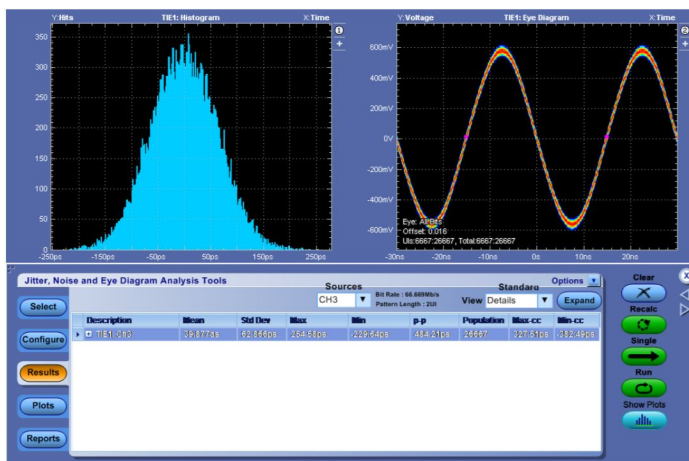 Y:Hits TIE1: Histogram X:Time
350
300
250
200
150
100
50
0
-250ps -150ps -50ps 50ps 150ps 250ps
1
+
Y:Voltage TIE1: Eye Diagram X:Time
600mV
400mV
200mV
0V
-200mV
-400mV
-600mV
Eye: All Bits
Offset: 0.016
UIs:6667:26667, Total:6667:26667
-30ns -20ns -10ns 0s 10ns 20ns
2
+
Jitter, Noise and Eye Diagram Analysis Tools
Options
Clear
X
Select
Configure
Results
Plots
Reports
Sources
CH3
Bit Rate : 66.669Mb/s
Pattern Length : 2UI
Standard
View Details
Expand
Description Mean Std Dev Max Min p-p Population Max-cc Min-cc
TIE1, Ch3 39.877as 62.866ps 254.58ps -229.64ps 484.21ps 26667 327.51ps -382.49ps
Recalc
Single
Run
Show Plots